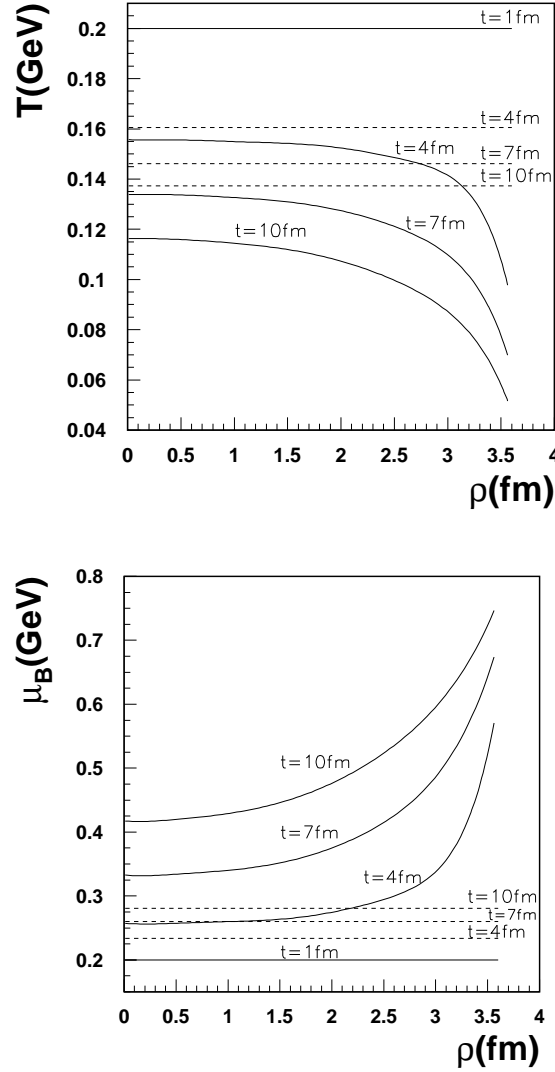 T(GeV)
0.2
0.18
0.16
0.14
0.12
0.1
0.08
0.06
0.04
t=1fm
t=4fm
t=4fm
t=7fm
t=10fm
t=7fm
t=10fm
0 0.5 1 1.5 2 2.5 3 3.5 4
ρ(fm)
μB(GeV)
0.8
0.7
0.6
0.5
0.4
0.3
0.2
t=10fm
t=7fm
t=4fm
t=10fm
t=7fm
t=4fm
t=1fm
0 0.5 1 1.5 2 2.5 3 3.5 4
ρ(fm)